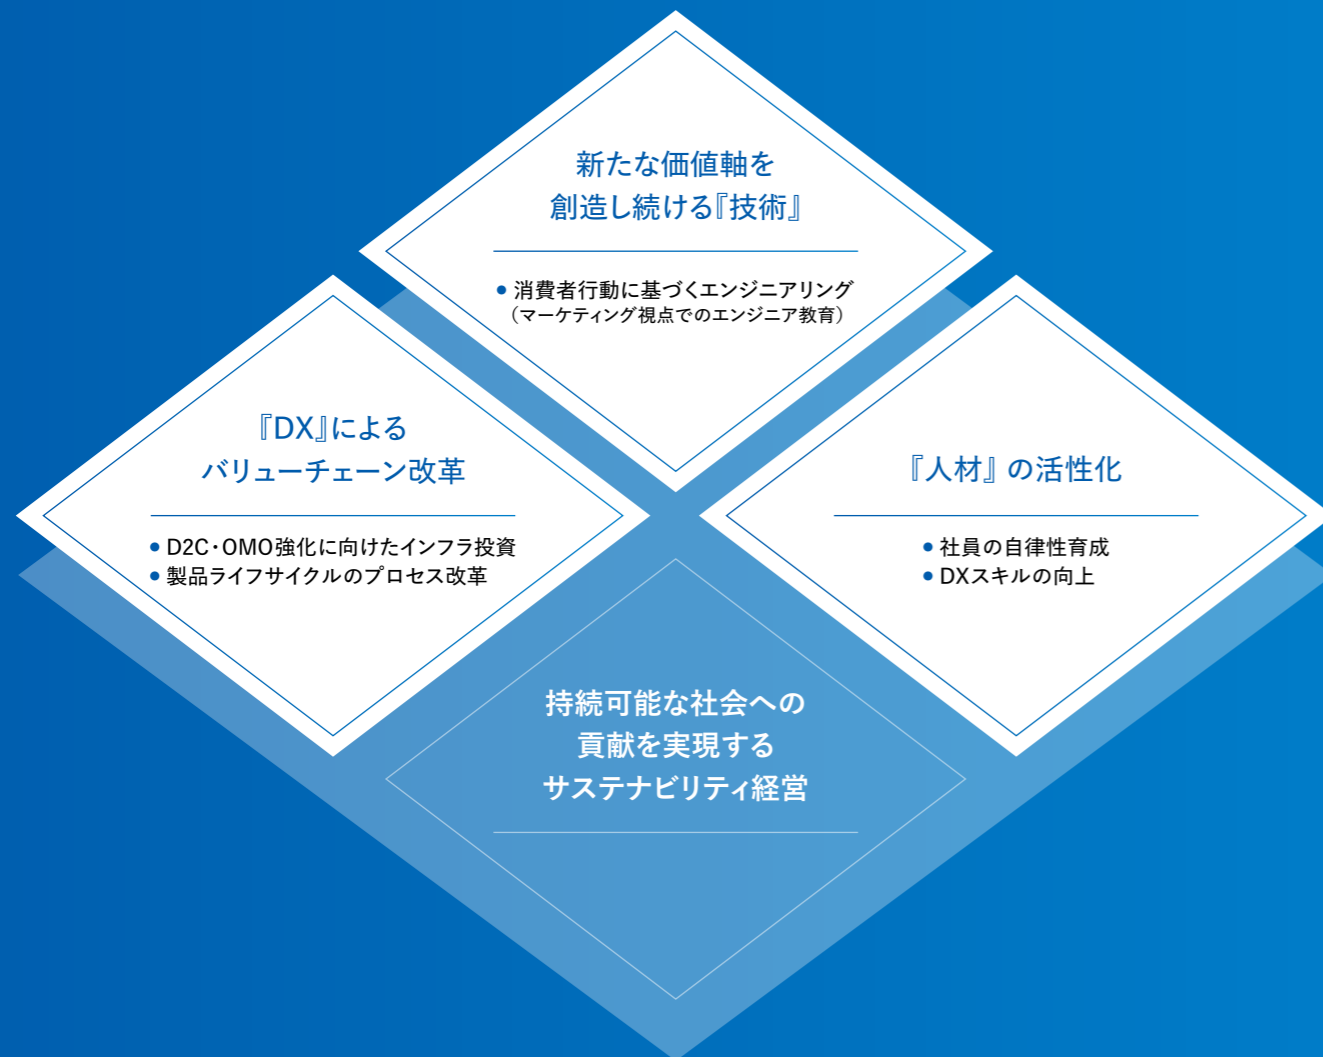 新たな価値軸を
創造し続ける『技術』
● 消費者行動に基づくエンジニアリング
（マーケティング視点でのエンジニア教育）
『DX』による
バリューチェーン改革
● D2C・OMO強化に向けたインフラ投資
● 製品ライフサイクルのプロセス改革
『人材』の活性化
● 社員の自律性育成
● DXスキルの向上
持続可能な社会への
貢献を実現する
サステナビリティ経営